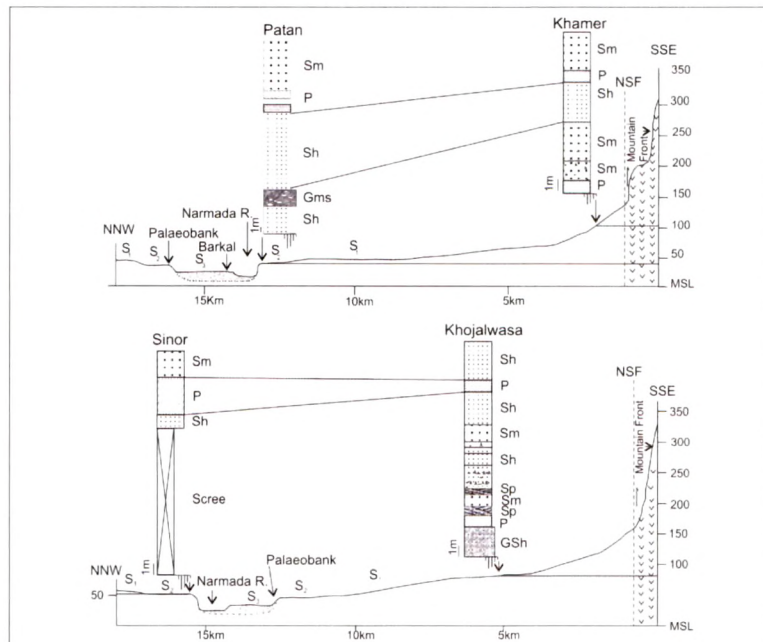 Patan
Khamer
SSE
Sm
P
Sh
Gms
Sh
1m
Sm
P
Sh
Sm
Sm
P
1m
NSF
Mountain
Front
350
300
250
200
150
100
50
MSL
NNW
Palaeobank
Narmada R.
Barkal
15Km
10km
5km
Sinor
Khojalwasa
NSF
SSE
Sm
P
Sh
Scree
1m
Sh
P
Sh
Sm
Sh
Sp
Sm
Sp
P
GSh
1m
Mountain Front
350
300
250
200
150
100
NNW
50
Narmada R.
Palaeobank
15km
10km
5km